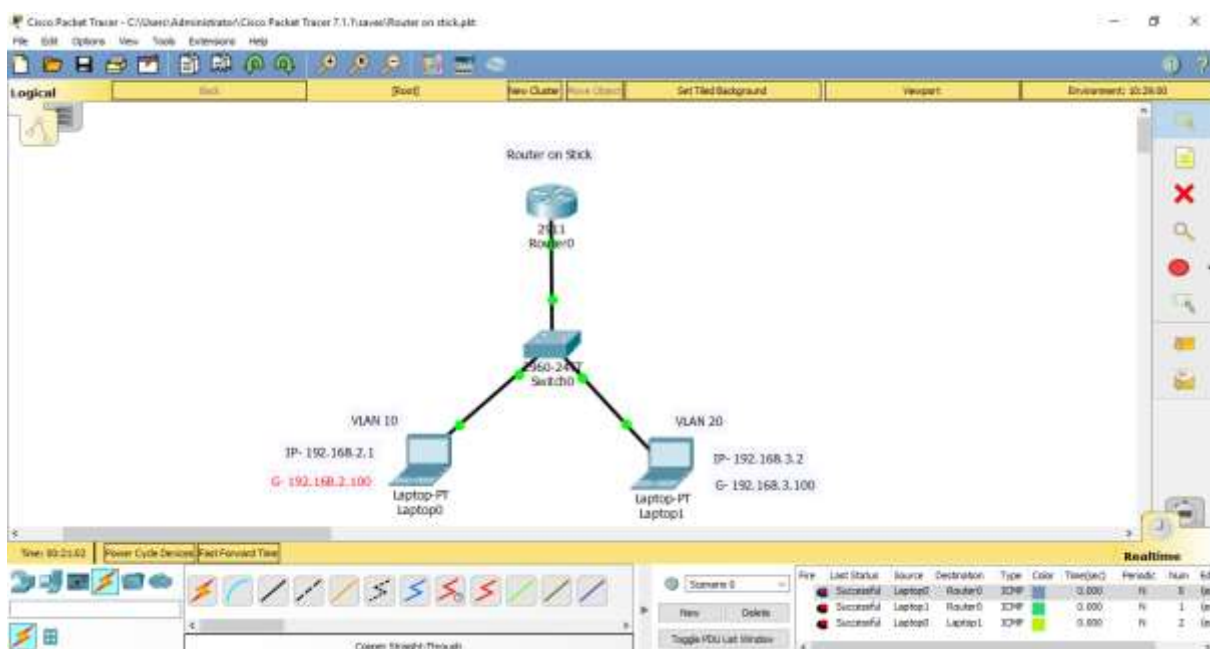 Cisco Packet Tracer - C:\Users\Administrator\Cisco Packet Tracer 7.1.1\saves\Router on stick.pkt
File Edit Options View Tools Extensions Help
Logical Back [Root] New Cluster Move Object Set Tiled Background Viewport Environment:
Router on Stick
2911
Router0
2960-24TT
Switch0
VLAN 10
VLAN 20
IP- 192.168.2.1
IP- 192.168.3.2
G- 192.168.2.100
G- 192.168.3.100
Laptop-PT
Laptop0
Laptop-PT
Laptop1
Time: 00:21:02 Power Cycle Devices Fast Forward Time
Realtime
Scenario 0
New Delete
Toggle PDU List Window
Fire Last Status Source Destination Type Color Time(sec) Periodic Num
Successful Laptop0 Router0 ICMP 0.000 N 0
Successful Laptop1 Router0 ICMP 0.000 N 1
Successful Laptop0 Laptop1 ICMP 0.000 N 2
Copper Straight-Through